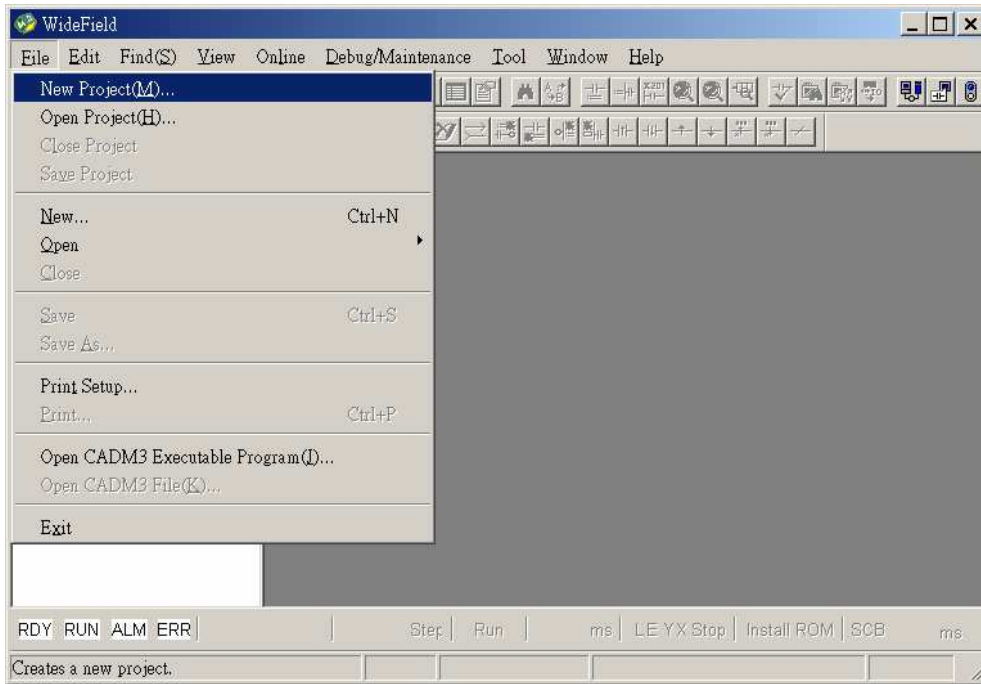 WideField
File Edit Find(S) View Online Debug/Maintenance Tool Window Help
New Project(M)...
Open Project(H)...
Close Project
Save Project
New... Ctrl+N
Open
Close
Save Ctrl+S
Save As...
Print Setup...
Print... Ctrl+P
Open CADM3 Executable Program(I)...
Open CADM3 File(K)...
Exit
RDY RUN ALM ERR Step Run ms LE YX Stop Install ROM SCB ms
Creates a new project.